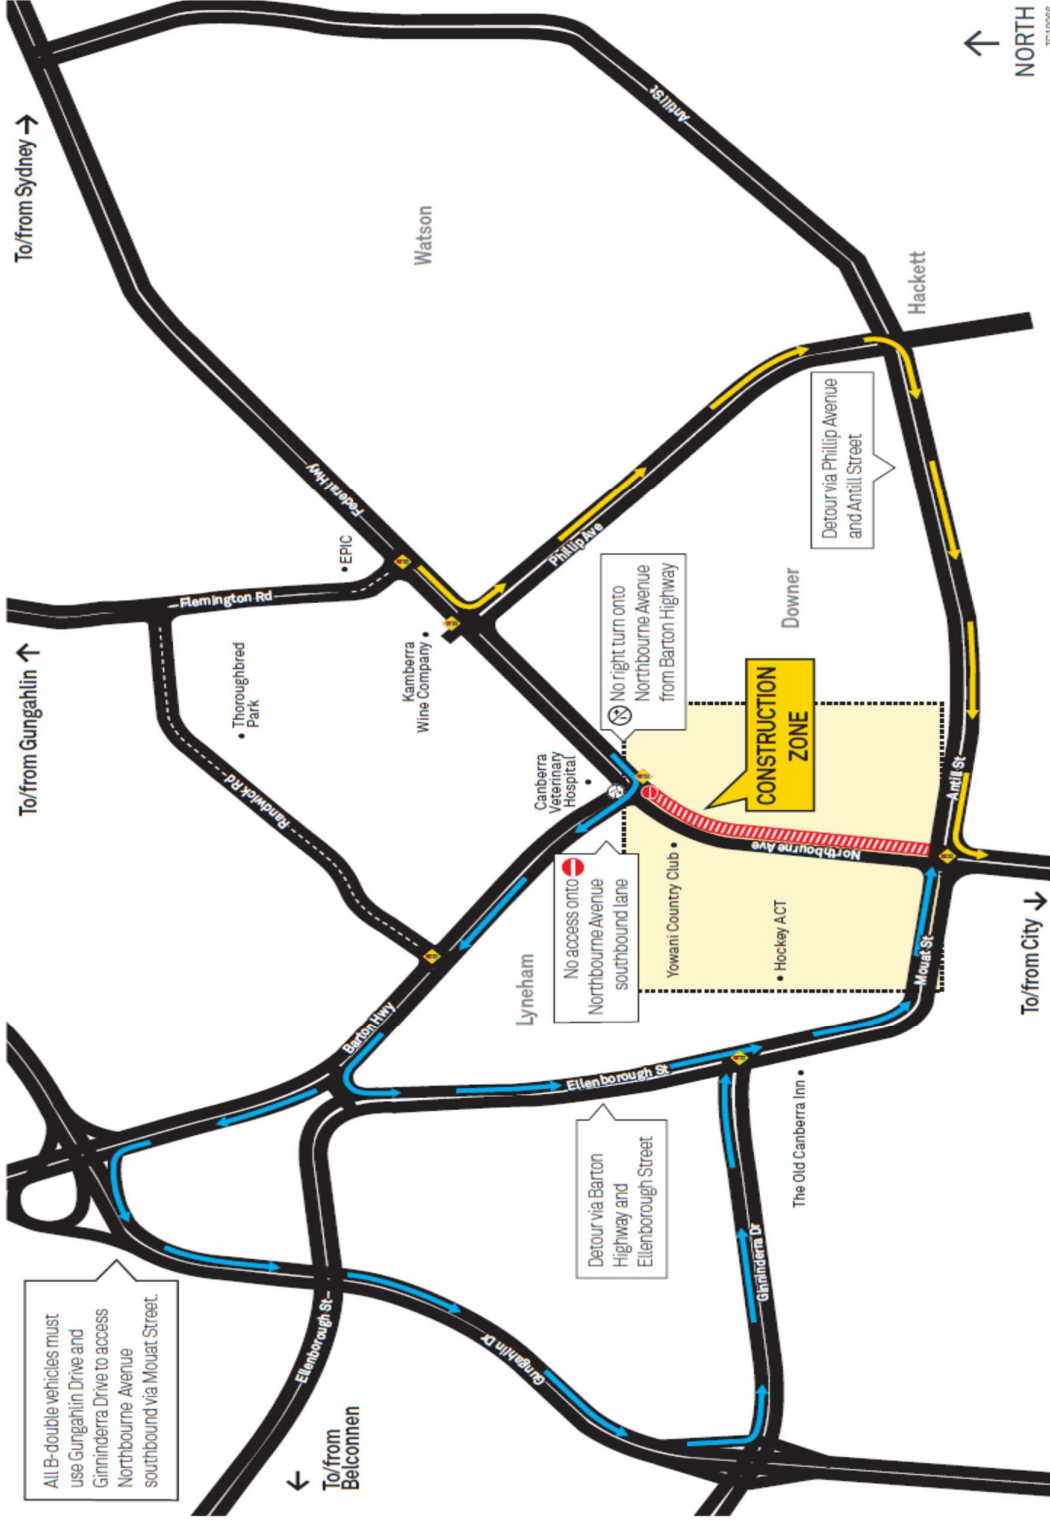 To/from Sydney →
To/from Gungahlin ↑
↑
NORTH
Antill St
Watson
Hackett
Federal Hwy
• EPIC
Flemington Rd
• Thoroughbred
Park
Kamberra
Wine Company •
Randwick Rd
Phillip Ave
Detour via Phillip Avenue
and Antill Street
Downer
No right turn onto
Northbourne Avenue
from Barton Highway
CONSTRUCTION
ZONE
Canberra
Veterinary
Hospital •
Antill St
Northbourne Ave
Yowani Country Club •
• Hockey ACT
No access onto
Northbourne Avenue
southbound lane
Lyneham
Mouat St
To/from City ↓
Barton Hwy
Ellenborough St
The Old Canberra Inn •
Detour via Barton
Highway and
Ellenborough Street
Ginninderra Dr
Gungahlin Dr
Ellenborough St
All B-double vehicles must
use Gungahlin Drive and
Ginninderra Drive to access
Northbourne Avenue
southbound via Mouat Street.
←
To/from
Belconnen